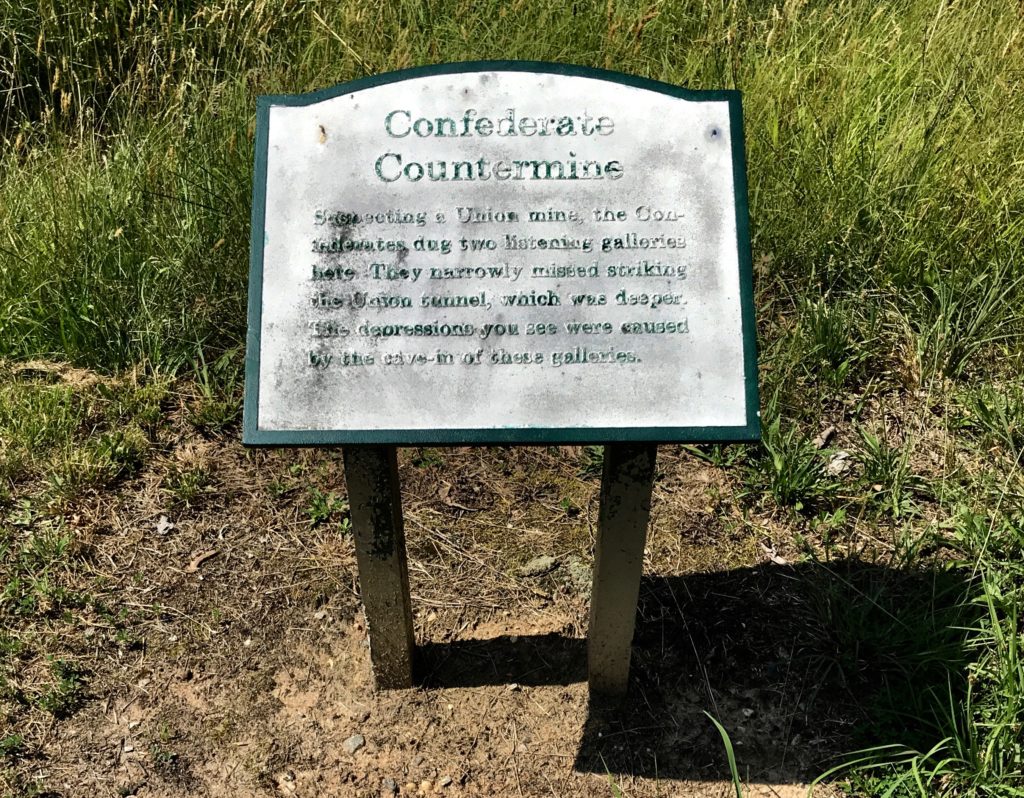 Confederate
Countermine
Suspecting a Union mine, the Con-
federates dug two listening galleries
here. They narrowly missed striking
the Union tunnel, which was deeper.
The depressions you see were caused
by the cave-in of these galleries.